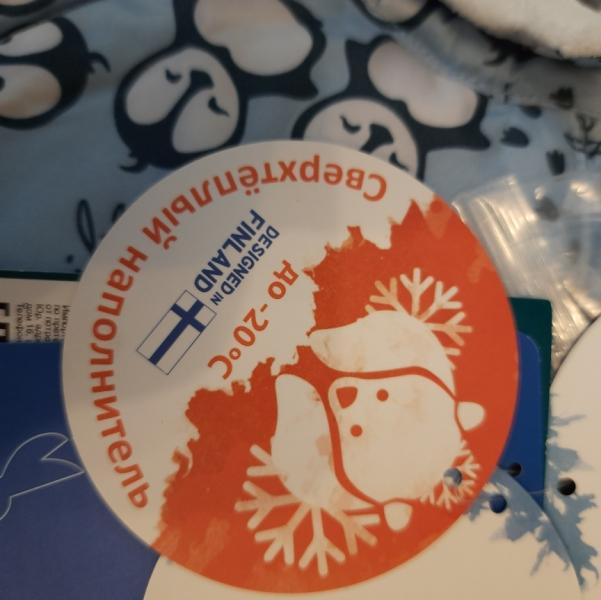 Сверхтёплый наполнитель
DESIGNED IN
FINLAND
до -20°C